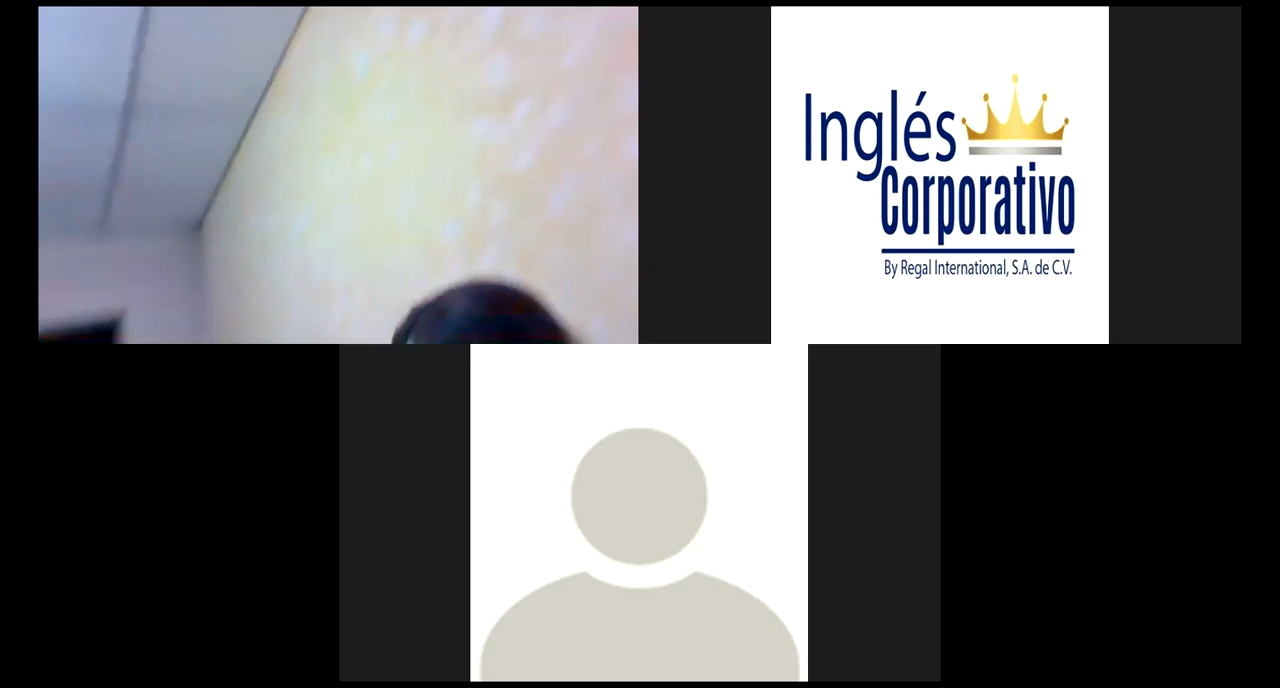 Inglés
Corporativo
By Regal International, S.A. de C.V.